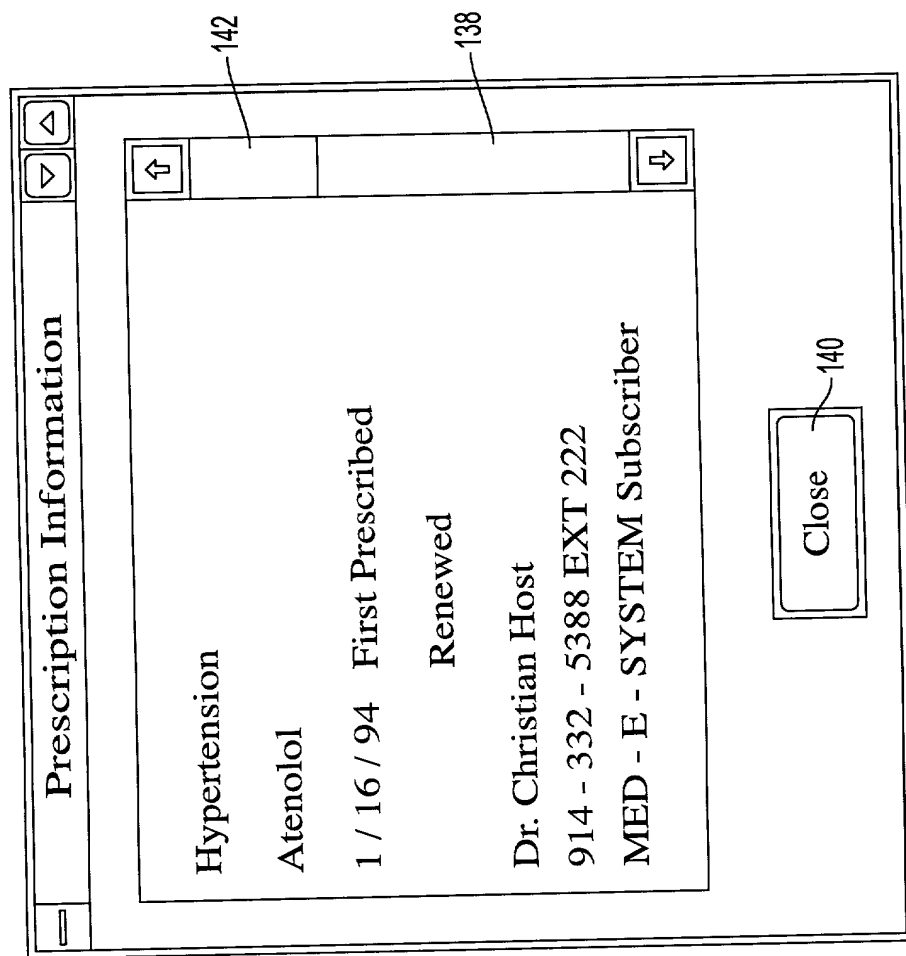 Prescription Information
142
Hypertension
Atenolol
1 / 16 / 94 First Prescribed
Renewed
138
Dr. Christian Host
914 - 332 - 5388 EXT 222
MED - E - SYSTEM Subscriber
Close
140